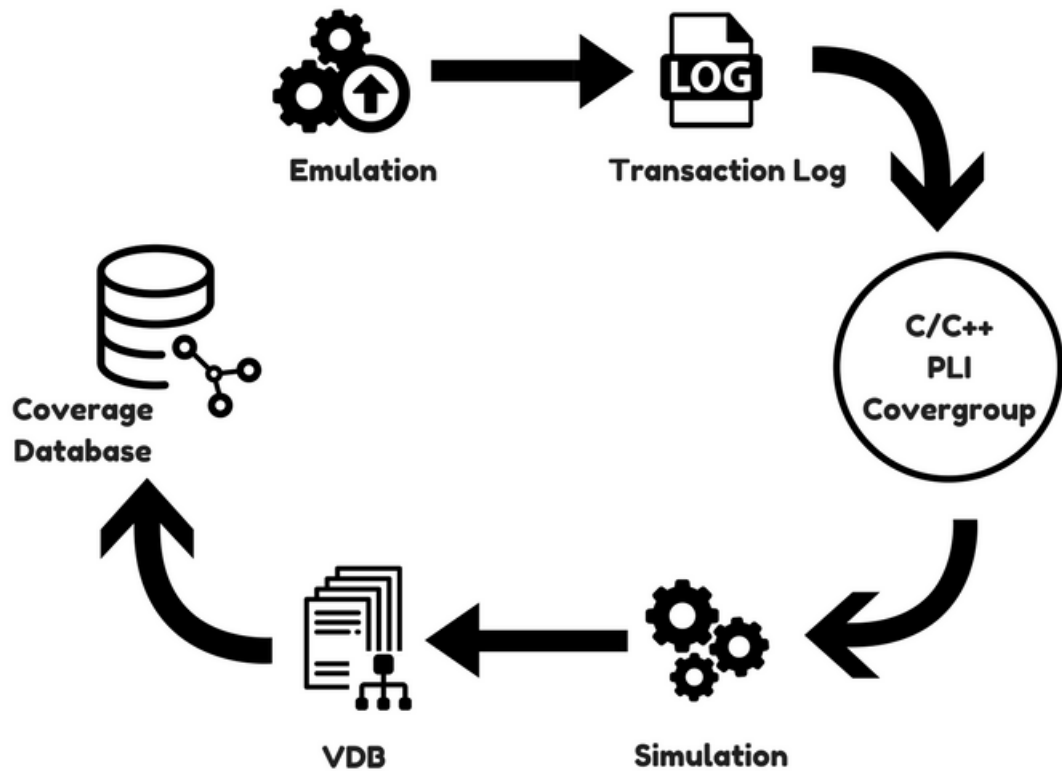 LOG
Emulation
Transaction Log
C/C++
PLI
Covergroup
Simulation
VDB
Coverage
Database